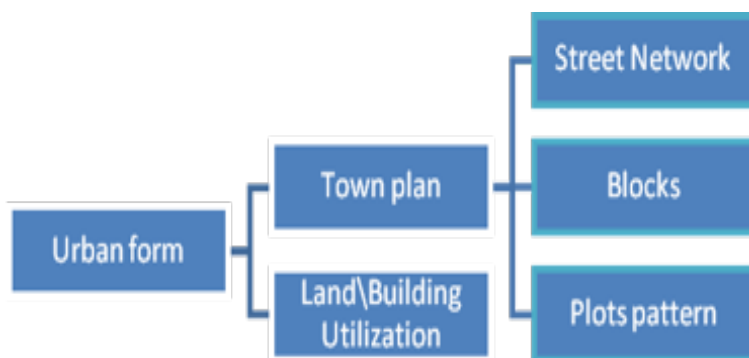 Street Network
Town plan
Blocks
Urban form
Land\Building
Utilization
Plots pattern